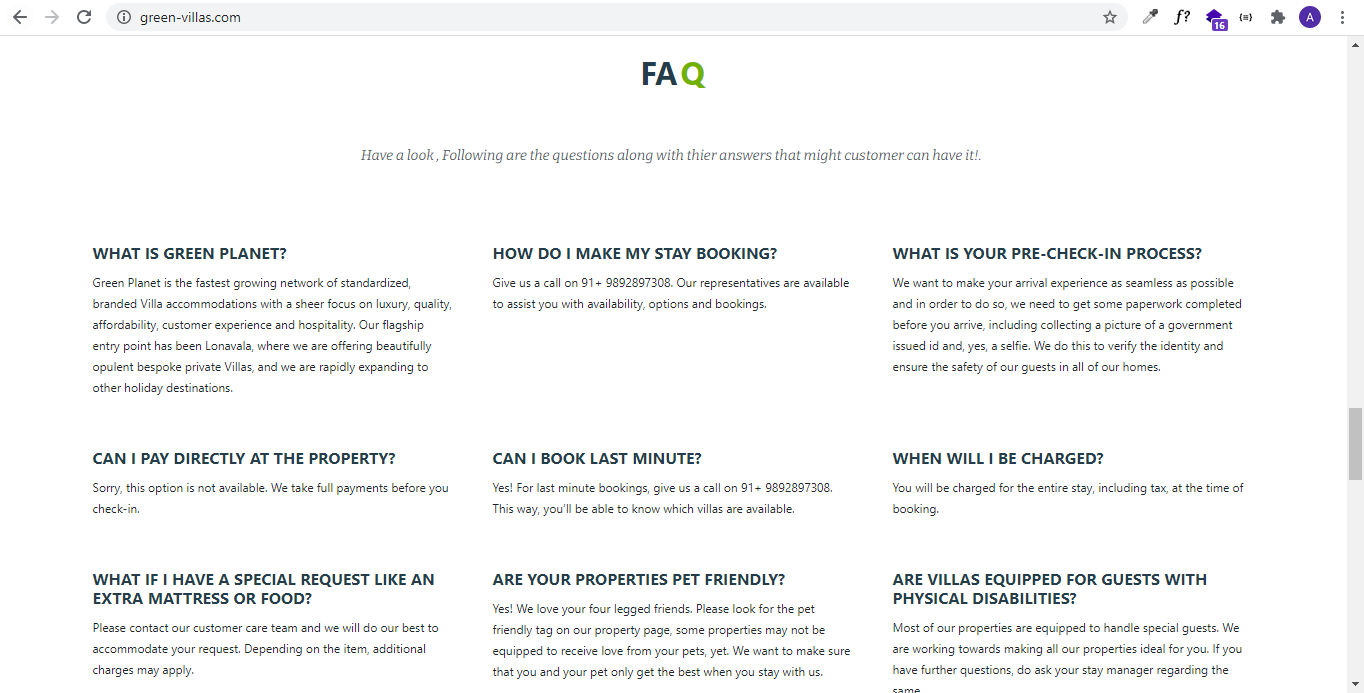 green-villas.com
f?
16
A
FAQ
Have a look , Following are the questions along with thier answers that might customer can have it!.
WHAT IS GREEN PLANET?
Green Planet is the fastest growing network of standardized,
branded Villa accommodations with a sheer focus on luxury, quality,
affordability, customer experience and hospitality. Our flagship
entry point has been Lonavala, where we are offering beautifully
opulent bespoke private Villas, and we are rapidly expanding to
other holiday destinations.
HOW DO I MAKE MY STAY BOOKING?
Give us a call on 91+ 9892897308. Our representatives are available
to assist you with availability, options and bookings.
WHAT IS YOUR PRE-CHECK-IN PROCESS?
We want to make your arrival experience as seamless as possible
and in order to do so, we need to get some paperwork completed
before you arrive, including collecting a picture of a government
issued id and, yes, a selfie. We do this to verify the identity and
ensure the safety of our guests in all of our homes.
CAN I PAY DIRECTLY AT THE PROPERTY?
Sorry, this option is not available. We take full payments before you
check-in.
CAN I BOOK LAST MINUTE?
Yes! For last minute bookings, give us a call on 91+ 9892897308.
This way, you'll be able to know which villas are available.
WHEN WILL I BE CHARGED?
You will be charged for the entire stay, including tax, at the time of
booking.
WHAT IF I HAVE A SPECIAL REQUEST LIKE AN
EXTRA MATTRESS OR FOOD?
Please contact our customer care team and we will do our best to
accommodate your request. Depending on the item, additional
charges may apply.
ARE YOUR PROPERTIES PET FRIENDLY?
Yes! We love your four legged friends. Please look for the pet
friendly tag on our property page, some properties may not be
equipped to receive love from your pets, yet. We want to make sure
that you and your pet only get the best when you stay with us.
ARE VILLAS EQUIPPED FOR GUESTS WITH
PHYSICAL DISABILITIES?
Most of our properties are equipped to handle special guests. We
are working towards making all our properties ideal for you. If you
have further questions, do ask your stay manager regarding the
same.